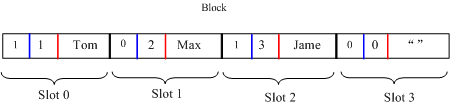 Block
1 1 Tom 0 2 Max 1 3 Jame 0 0 “ ”
Slot 0 Slot 1 Slot 2 Slot 3